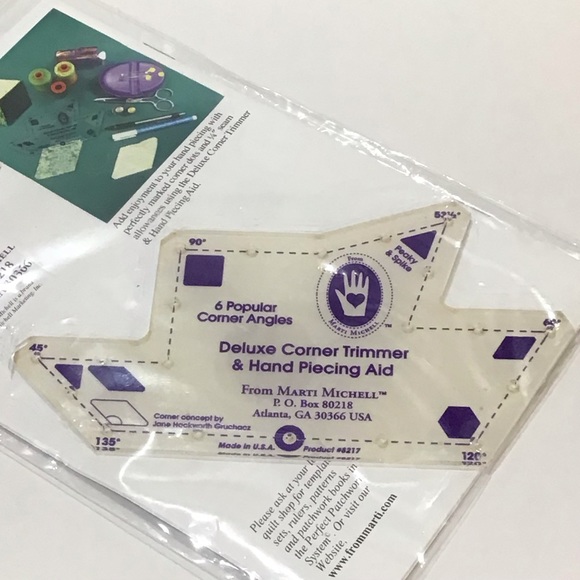 Add enjoyment to your hand piecing with
perfectly marked corner dots and ¼" seam
allowances using the Deluxe Corner Trimmer
& Hand Piecing Aid.
90°
52½°
Peaky
& Spike
From
MARTI MICHELL™
6 Popular
Corner Angles
60°
45°
Deluxe Corner Trimmer
& Hand Piecing Aid
From MARTI MICHELL™
P. O. Box 80218
Atlanta, GA 30366 USA
Corner concept by
Jane Hockworth Gruchacz
135°
Made in U.S.A.
Product #8217
120°
Please ask at your
quilt shop for
sets, rulers, patterns
and patchwork books in
the Perfect Patchwork
System. Or visit our
Website.
www.frommarti.com